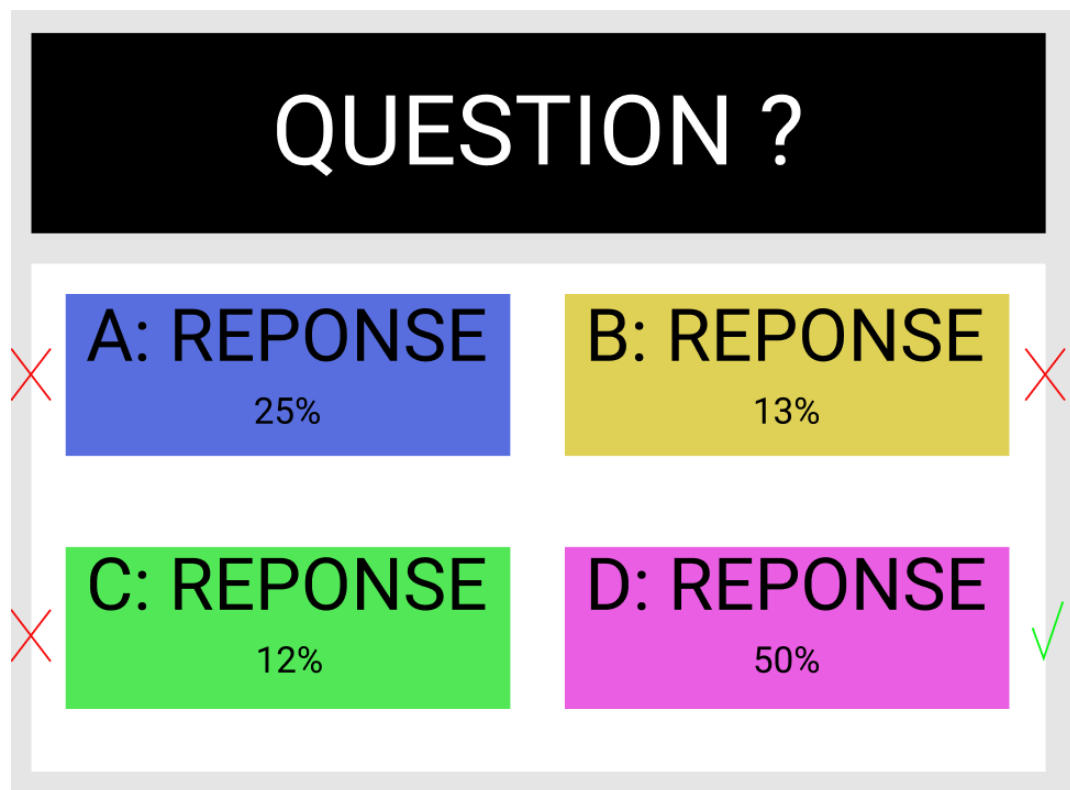 QUESTION ?
A: REPONSE
25%
B: REPONSE
13%
C: REPONSE
12%
D: REPONSE
50%